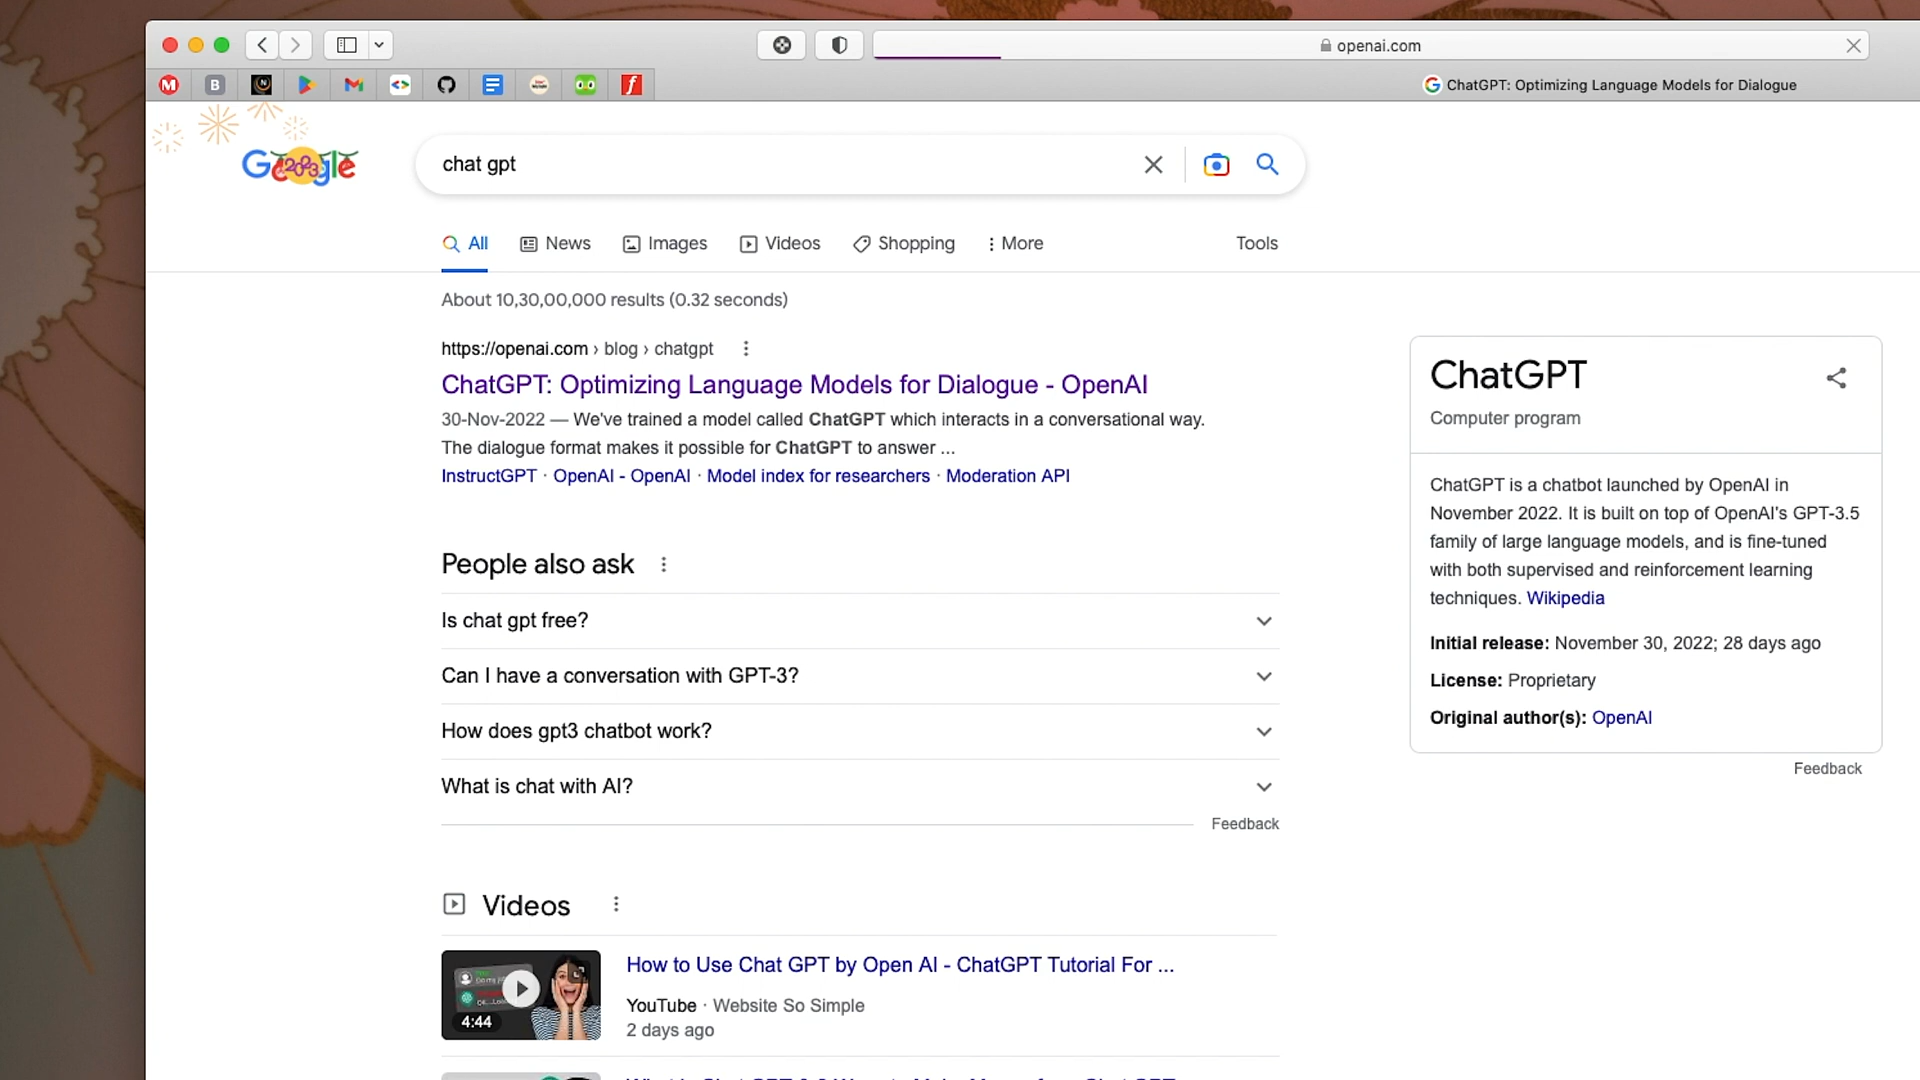 openai.com
ChatGPT: Optimizing Language Models for Dialogue
Google
2023
chat gpt
All
News
Images
Videos
Shopping
More
Tools
About 10,30,00,000 results (0.32 seconds)
https://openai.com › blog › chatgpt
ChatGPT: Optimizing Language Models for Dialogue - OpenAI
30-Nov-2022 — We've trained a model called ChatGPT which interacts in a conversational way.
The dialogue format makes it possible for ChatGPT to answer ...
InstructGPT · OpenAI - OpenAI · Model index for researchers · Moderation API
People also ask
Is chat gpt free?
Can I have a conversation with GPT-3?
How does gpt3 chatbot work?
What is chat with AI?
Feedback
Videos
How to Use Chat GPT by Open AI - ChatGPT Tutorial For ...
YouTube · Website So Simple
2 days ago
4:44
ChatGPT
Computer program
ChatGPT is a chatbot launched by OpenAI in
November 2022. It is built on top of OpenAI's GPT-3.5
family of large language models, and is fine-tuned
with both supervised and reinforcement learning
techniques. Wikipedia
Initial release: November 30, 2022; 28 days ago
License: Proprietary
Original author(s): OpenAI
Feedback